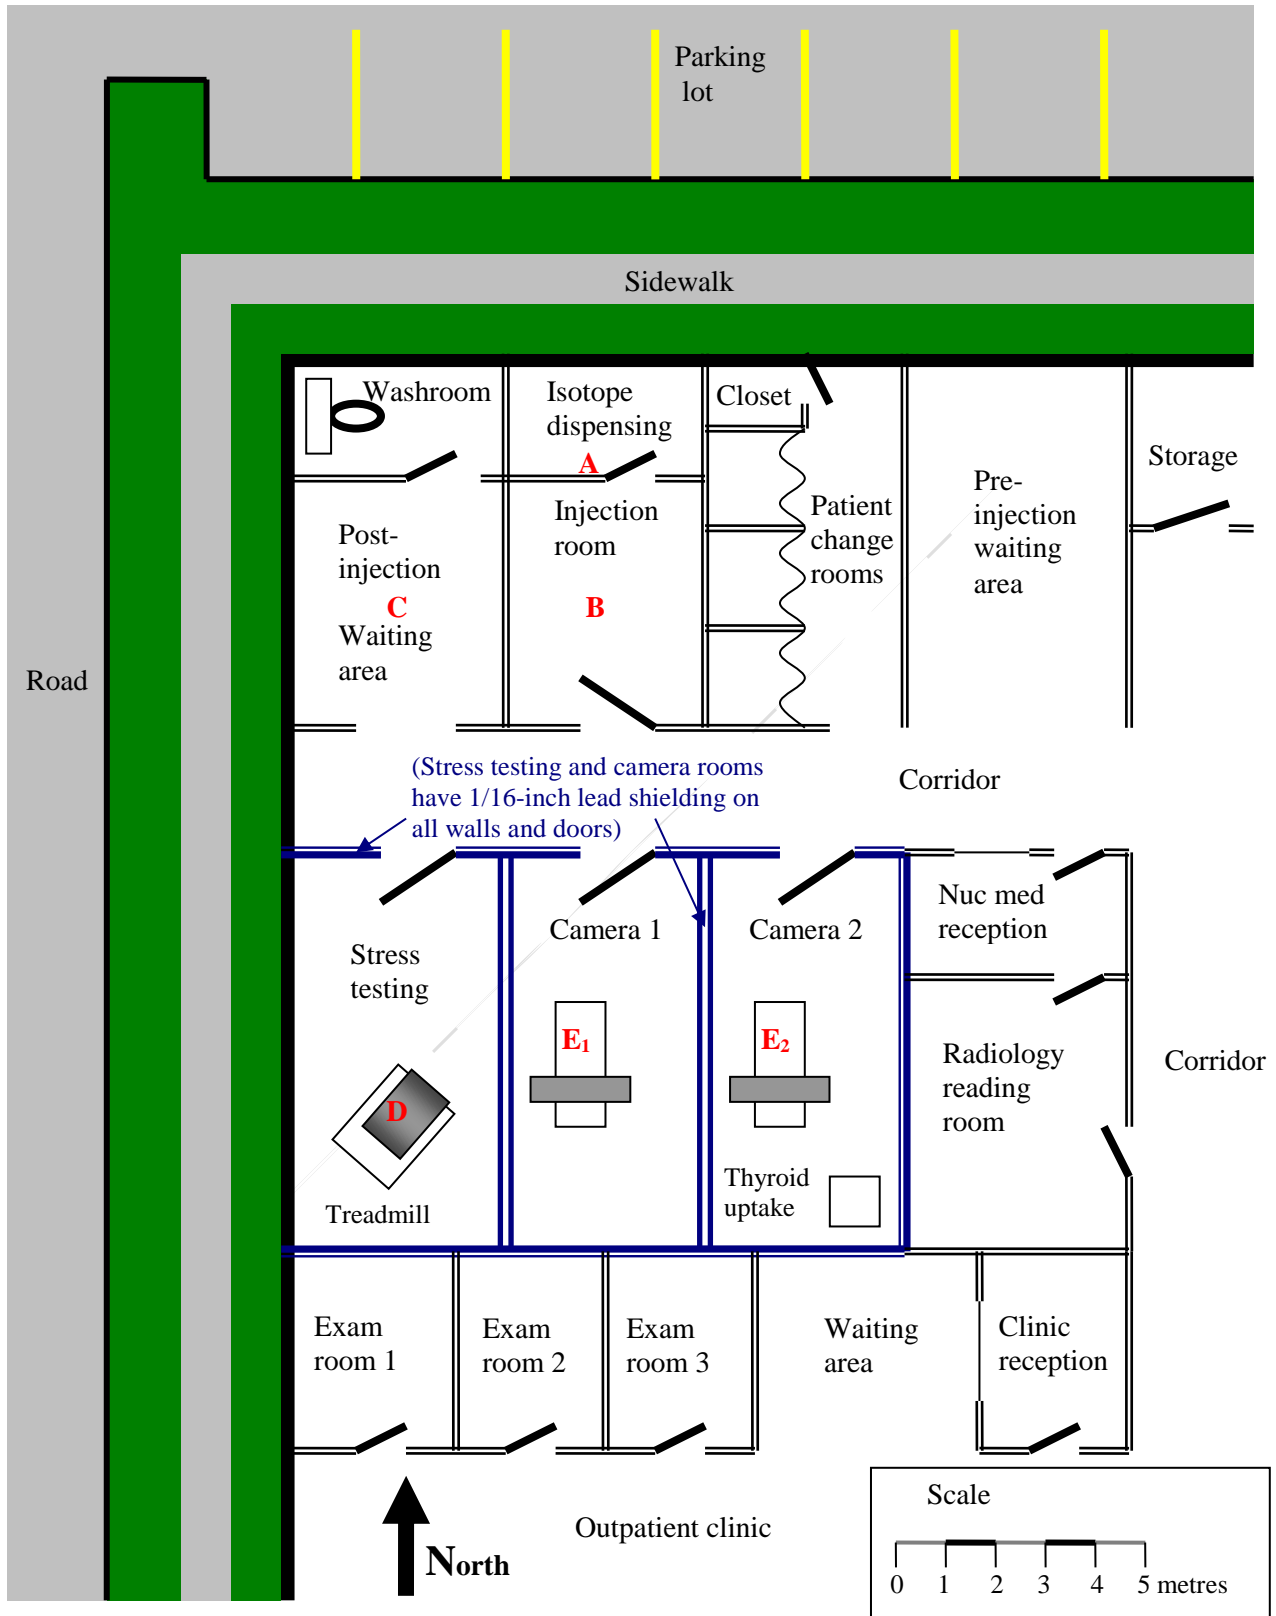 Parking
lot
Sidewalk
Washroom
Isotope
dispensing
A
Closet
Storage
Pre-
injection
waiting
area
Injection
room
B
Patient
change
rooms
Post-
injection
C
Waiting
area
Road
(Stress testing and camera rooms
have 1/16-inch lead shielding on
all walls and doors)
Corridor
Nuc med
reception
Camera 1
Camera 2
Stress
testing
E1
E2
Radiology
reading
room
Corridor
D
Thyroid
uptake
Treadmill
Exam
room 1
Exam
room 2
Exam
room 3
Waiting
area
Clinic
reception
Scale
0 1 2 3 4 5 metres
Outpatient clinic
North